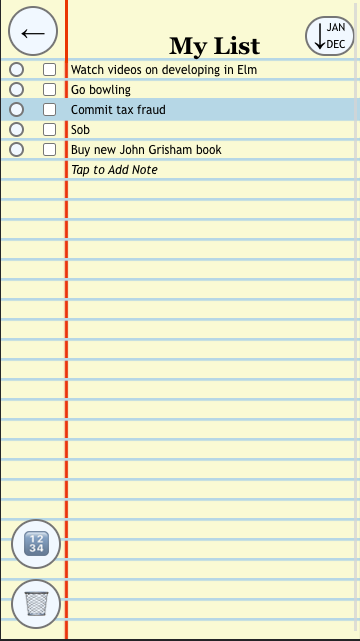 ←
My List
↓ JAN
DEC
Watch videos on developing in Elm
Go bowling
Commit tax fraud
Sob
Buy new John Grisham book
Tap to Add Note
12
34